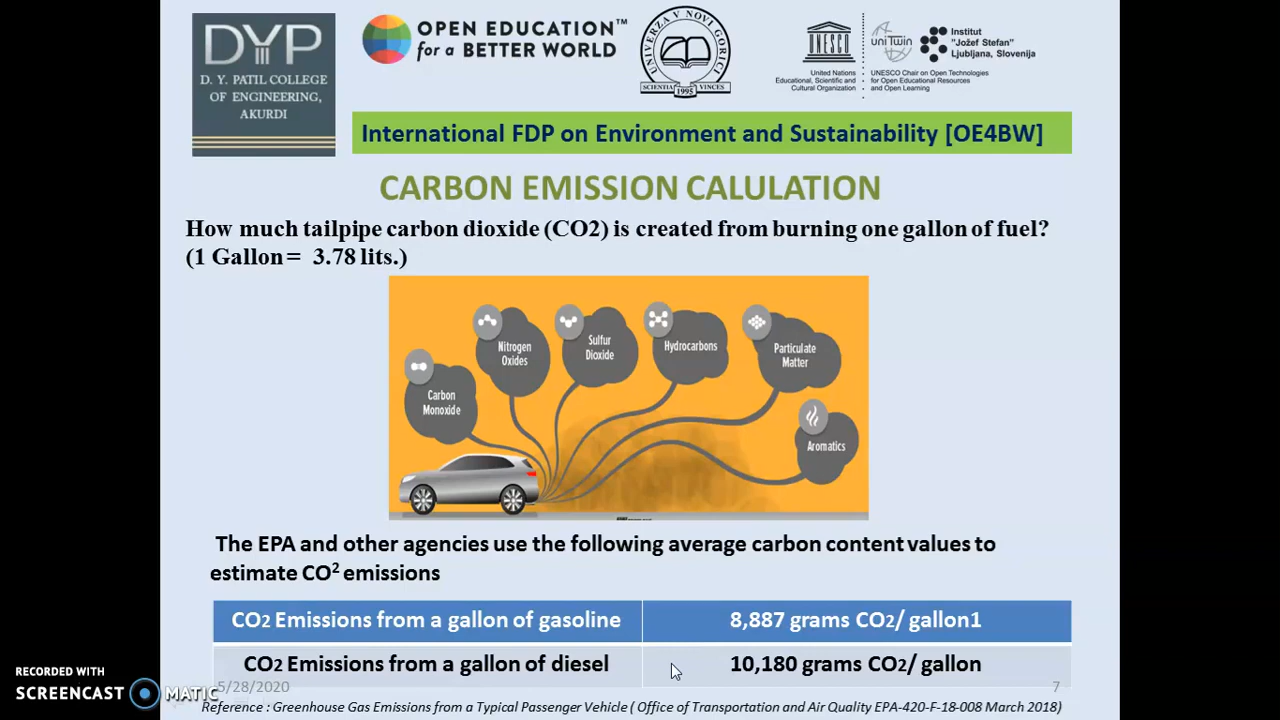 DYP
D. Y. PATIL COLLEGE
OF ENGINEERING,
AKURDI
OPEN EDUCATION™
for a BETTER WORLD
UNIVERZA V NOVI GORICI
SCIENTIA VINCES
1995
UNESCO
United Nations
Educational, Scientific and
Cultural Organization
uniTwin
Institut
"Jožef Stefan"
Ljubljana, Slovenija
UNESCO Chair on Open Technologies
for Open Educational Resources
and Open Learning
International FDP on Environment and Sustainability [OE4BW]
CARBON EMISSION CALULATION
How much tailpipe carbon dioxide (CO2) is created from burning one gallon of fuel?
(1 Gallon = 3.78 lits.)
Carbon
Monoxide
Nitrogen
Oxides
Sulfur
Dioxide
Hydrocarbons
Particulate
Matter
Aromatics
The EPA and other agencies use the following average carbon content values to
estimate CO² emissions
CO2 Emissions from a gallon of gasoline 8,887 grams CO2/ gallon1
CO2 Emissions from a gallon of diesel 10,180 grams CO2/ gallon
5/28/2020 7
Reference : Greenhouse Gas Emissions from a Typical Passenger Vehicle ( Office of Transportation and Air Quality EPA-420-F-18-008 March 2018)
RECORDED WITH
SCREENCAST MATIC